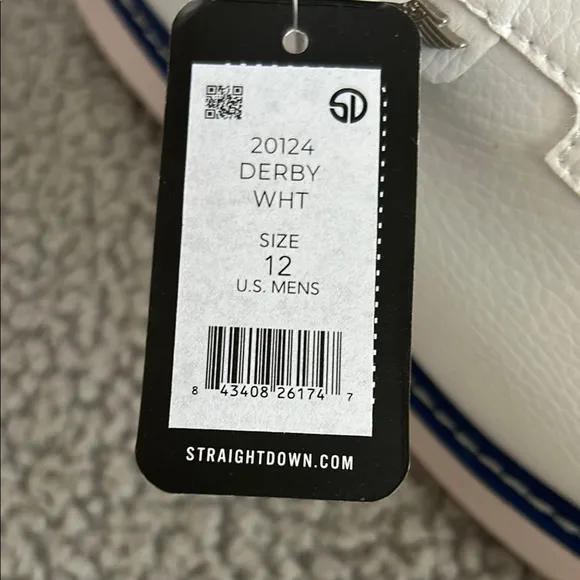 SD
20124
DERBY
WHT
SIZE
12
U.S. MENS
8 43408 26174 7
STRAIGHTDOWN.COM